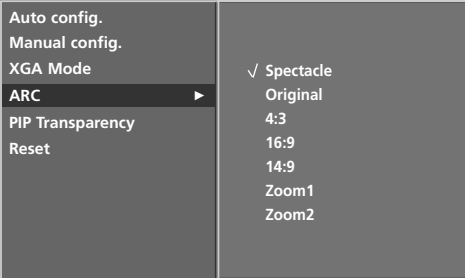 Auto config.
Manual config.
XGA Mode
ARC ►
PIP Transparency
Reset
√ Spectacle
Original
4:3
16:9
14:9
Zoom1
Zoom2